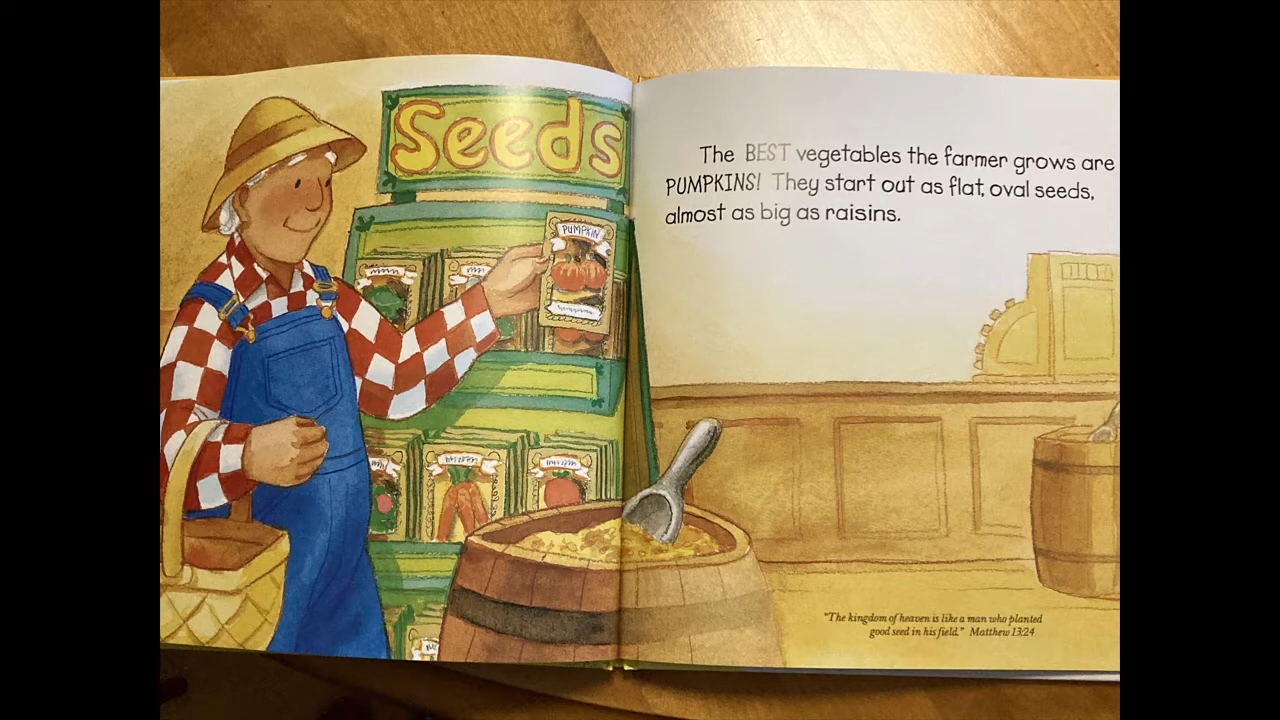 Seeds
PUMPKIN
The BEST vegetables the farmer grows are
PUMPKINS! They start out as flat, oval seeds,
almost as big as raisins.
"The kingdom of heaven is like a man who planted
good seed in his field." Matthew 13:24